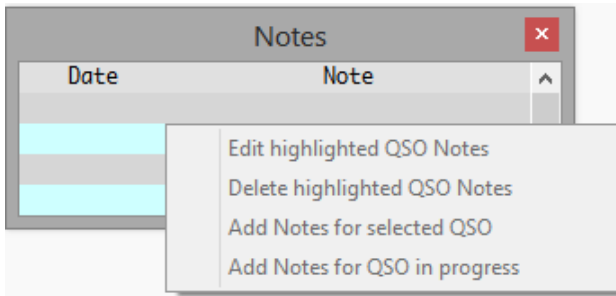 Notes
Date Note
Edit highlighted QSO Notes
Delete highlighted QSO Notes
Add Notes for selected QSO
Add Notes for QSO in progress